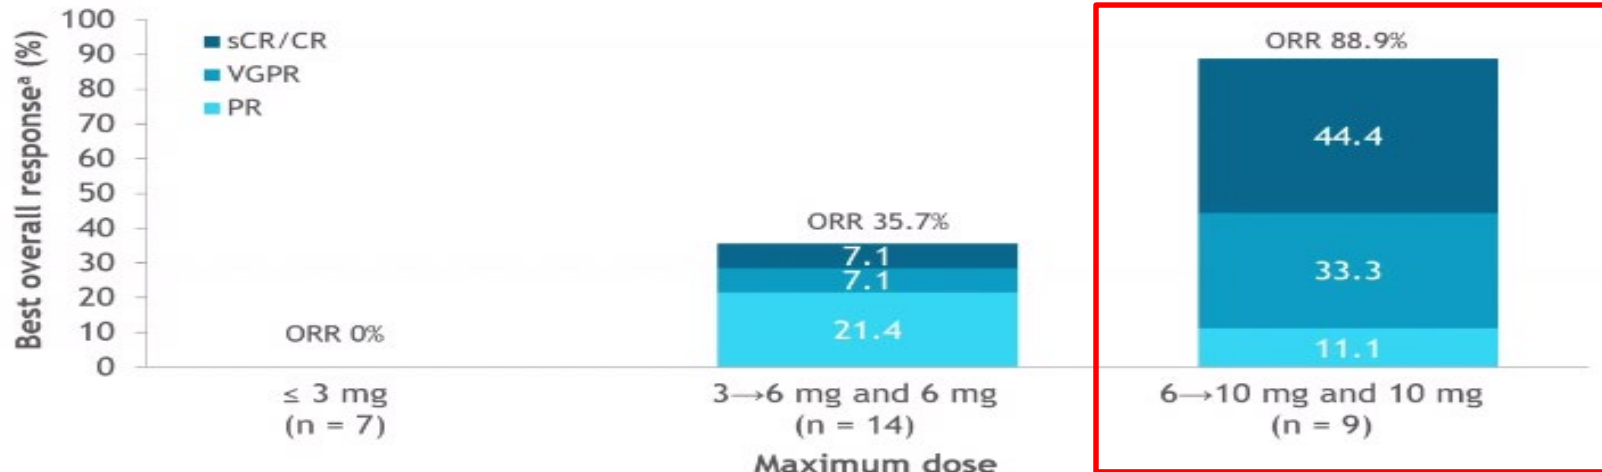 Best overall responseᵃ (%)
100
90
80
70
60
50
40
30
20
10
0
sCR/CR
VGPR
PR
ORR 0%
ORR 35.7%
7.1
7.1
21.4
ORR 88.9%
44.4
33.3
11.1
≤ 3 mg
(n = 7)
3→6 mg and 6 mg
(n = 14)
6→10 mg and 10 mg
(n = 9)
Maximum dose